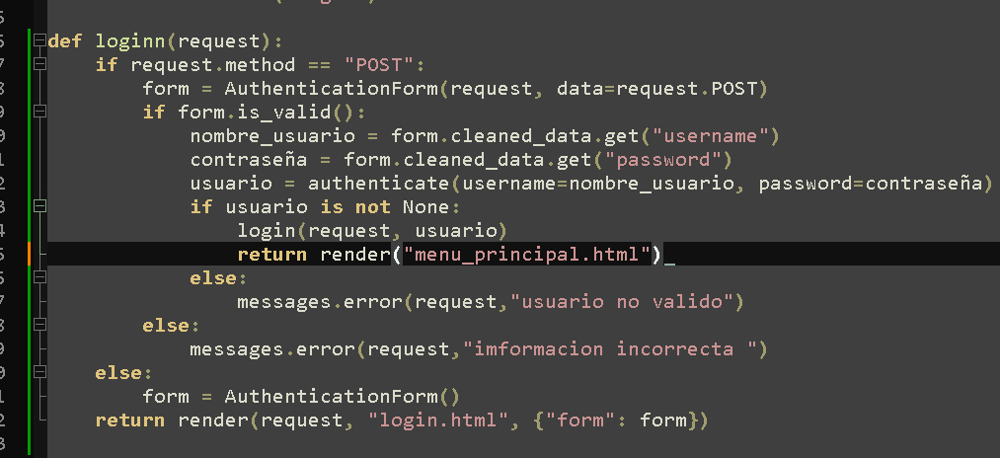 def loginn(request):
    if request.method == "POST":
        form = AuthenticationForm(request, data=request.POST)
        if form.is_valid():
            nombre_usuario = form.cleaned_data.get("username")
            contraseña = form.cleaned_data.get("password")
            usuario = authenticate(username=nombre_usuario, password=contraseña)
            if usuario is not None:
                login(request, usuario)
                return render("menu_principal.html")_
            else:
                messages.error(request,"usuario no valido")
        else:
            messages.error(request,"imformacion incorrecta ")
    else:
        form = AuthenticationForm()
    return render(request, "login.html", {"form": form})